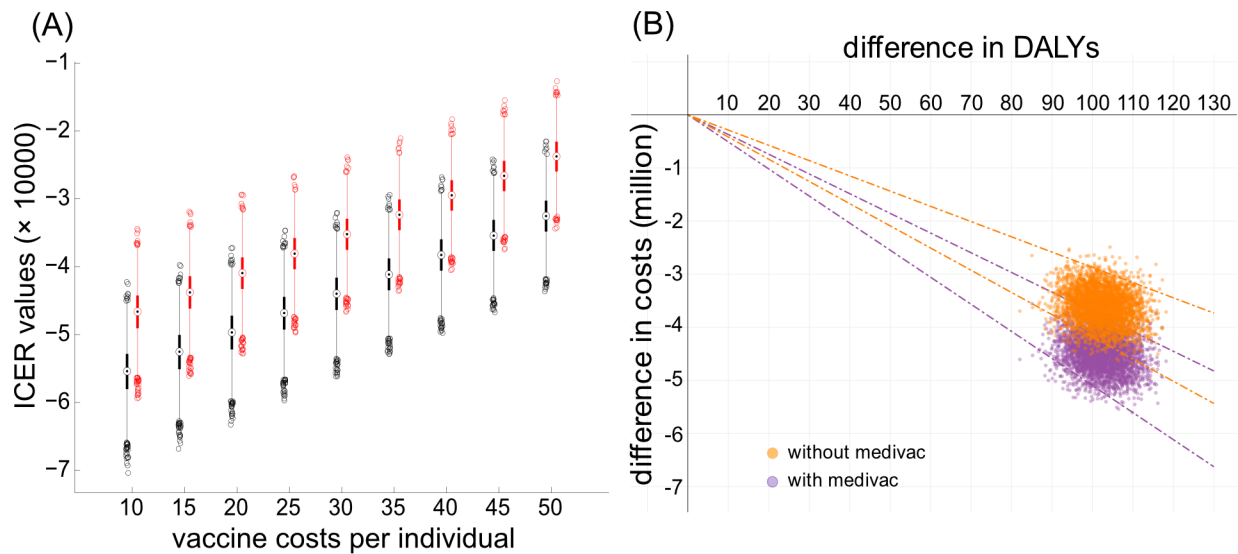 (A)
ICER values (× 10000)
−1
−2
−3
−4
−5
−6
−7
10 15 20 25 30 35 40 45 50
vaccine costs per individual
(B)
difference in DALYs
10 20 30 40 50 60 70 80 90 100 110 120 130
difference in costs (million)
-1
-2
-3
-4
-5
-6
-7
without medivac
with medivac